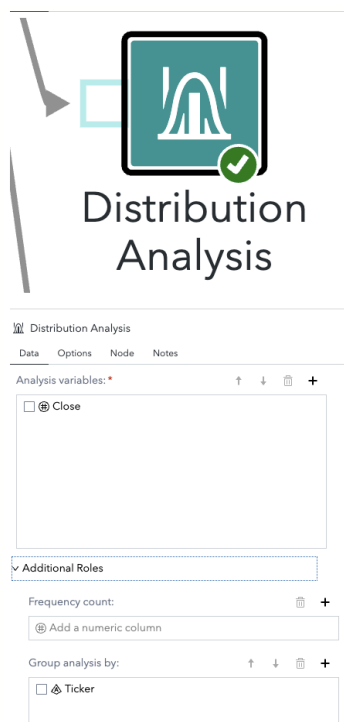 Distribution
Analysis
Distribution Analysis
Data Options Node Notes
Analysis variables: *
Close
Additional Roles
Frequency count:
Add a numeric column
Group analysis by:
Ticker